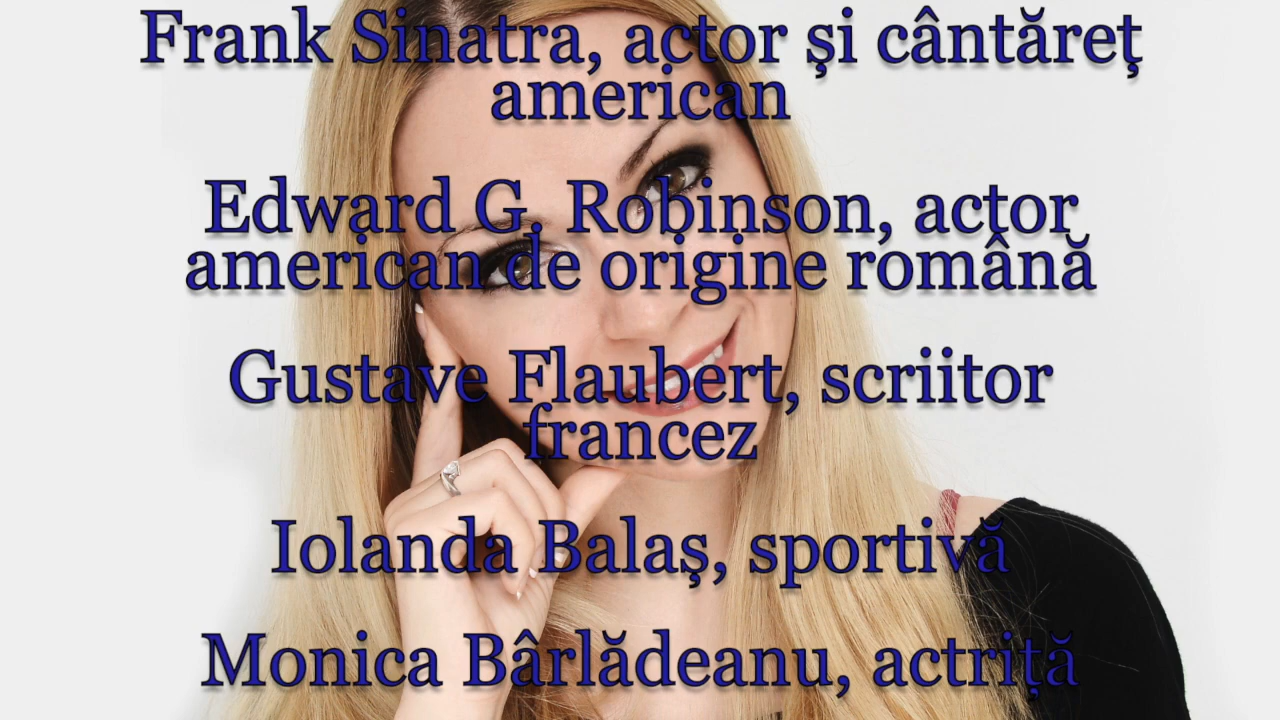 Frank Sinatra, actor și cântăreț
american
Edward G. Robinson, actor
american de origine română
Gustave Flaubert, scriitor
francez
Iolanda Balaș, sportivă
Monica Bârlădeanu, actriță